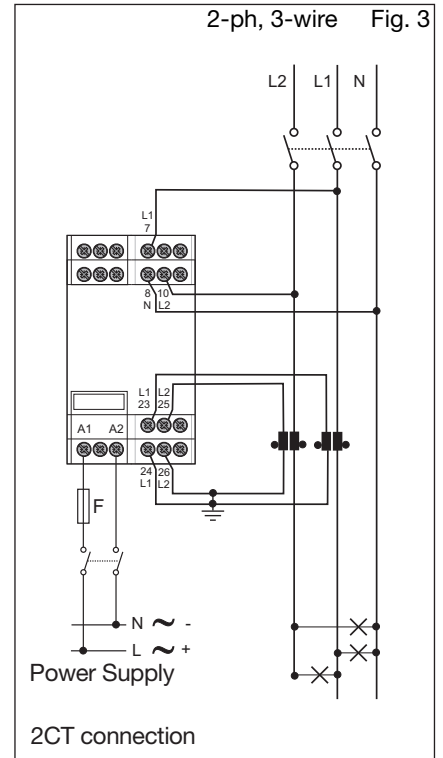 2-ph, 3-wire Fig. 3
L2 L1 N
L1
7
8 10
N L2
L1 L2
23 25
A1 A2
24 26
L1 L2
F
N ~ -
L ~ +
Power Supply
2CT connection